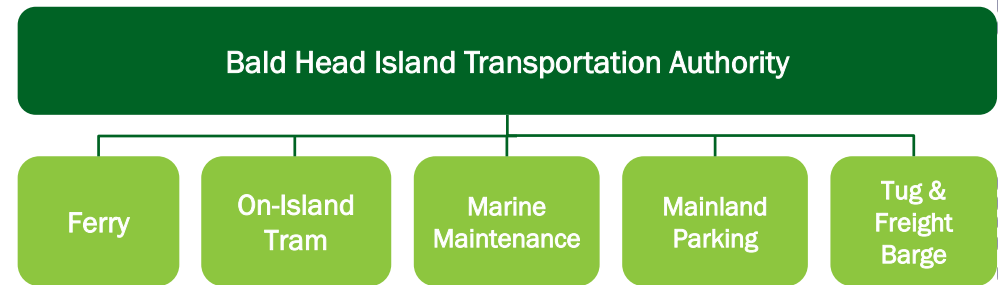 Bald Head Island Transportation Authority
Ferry
On-Island
Tram
Marine
Maintenance
Mainland
Parking
Tug &
Freight
Barge